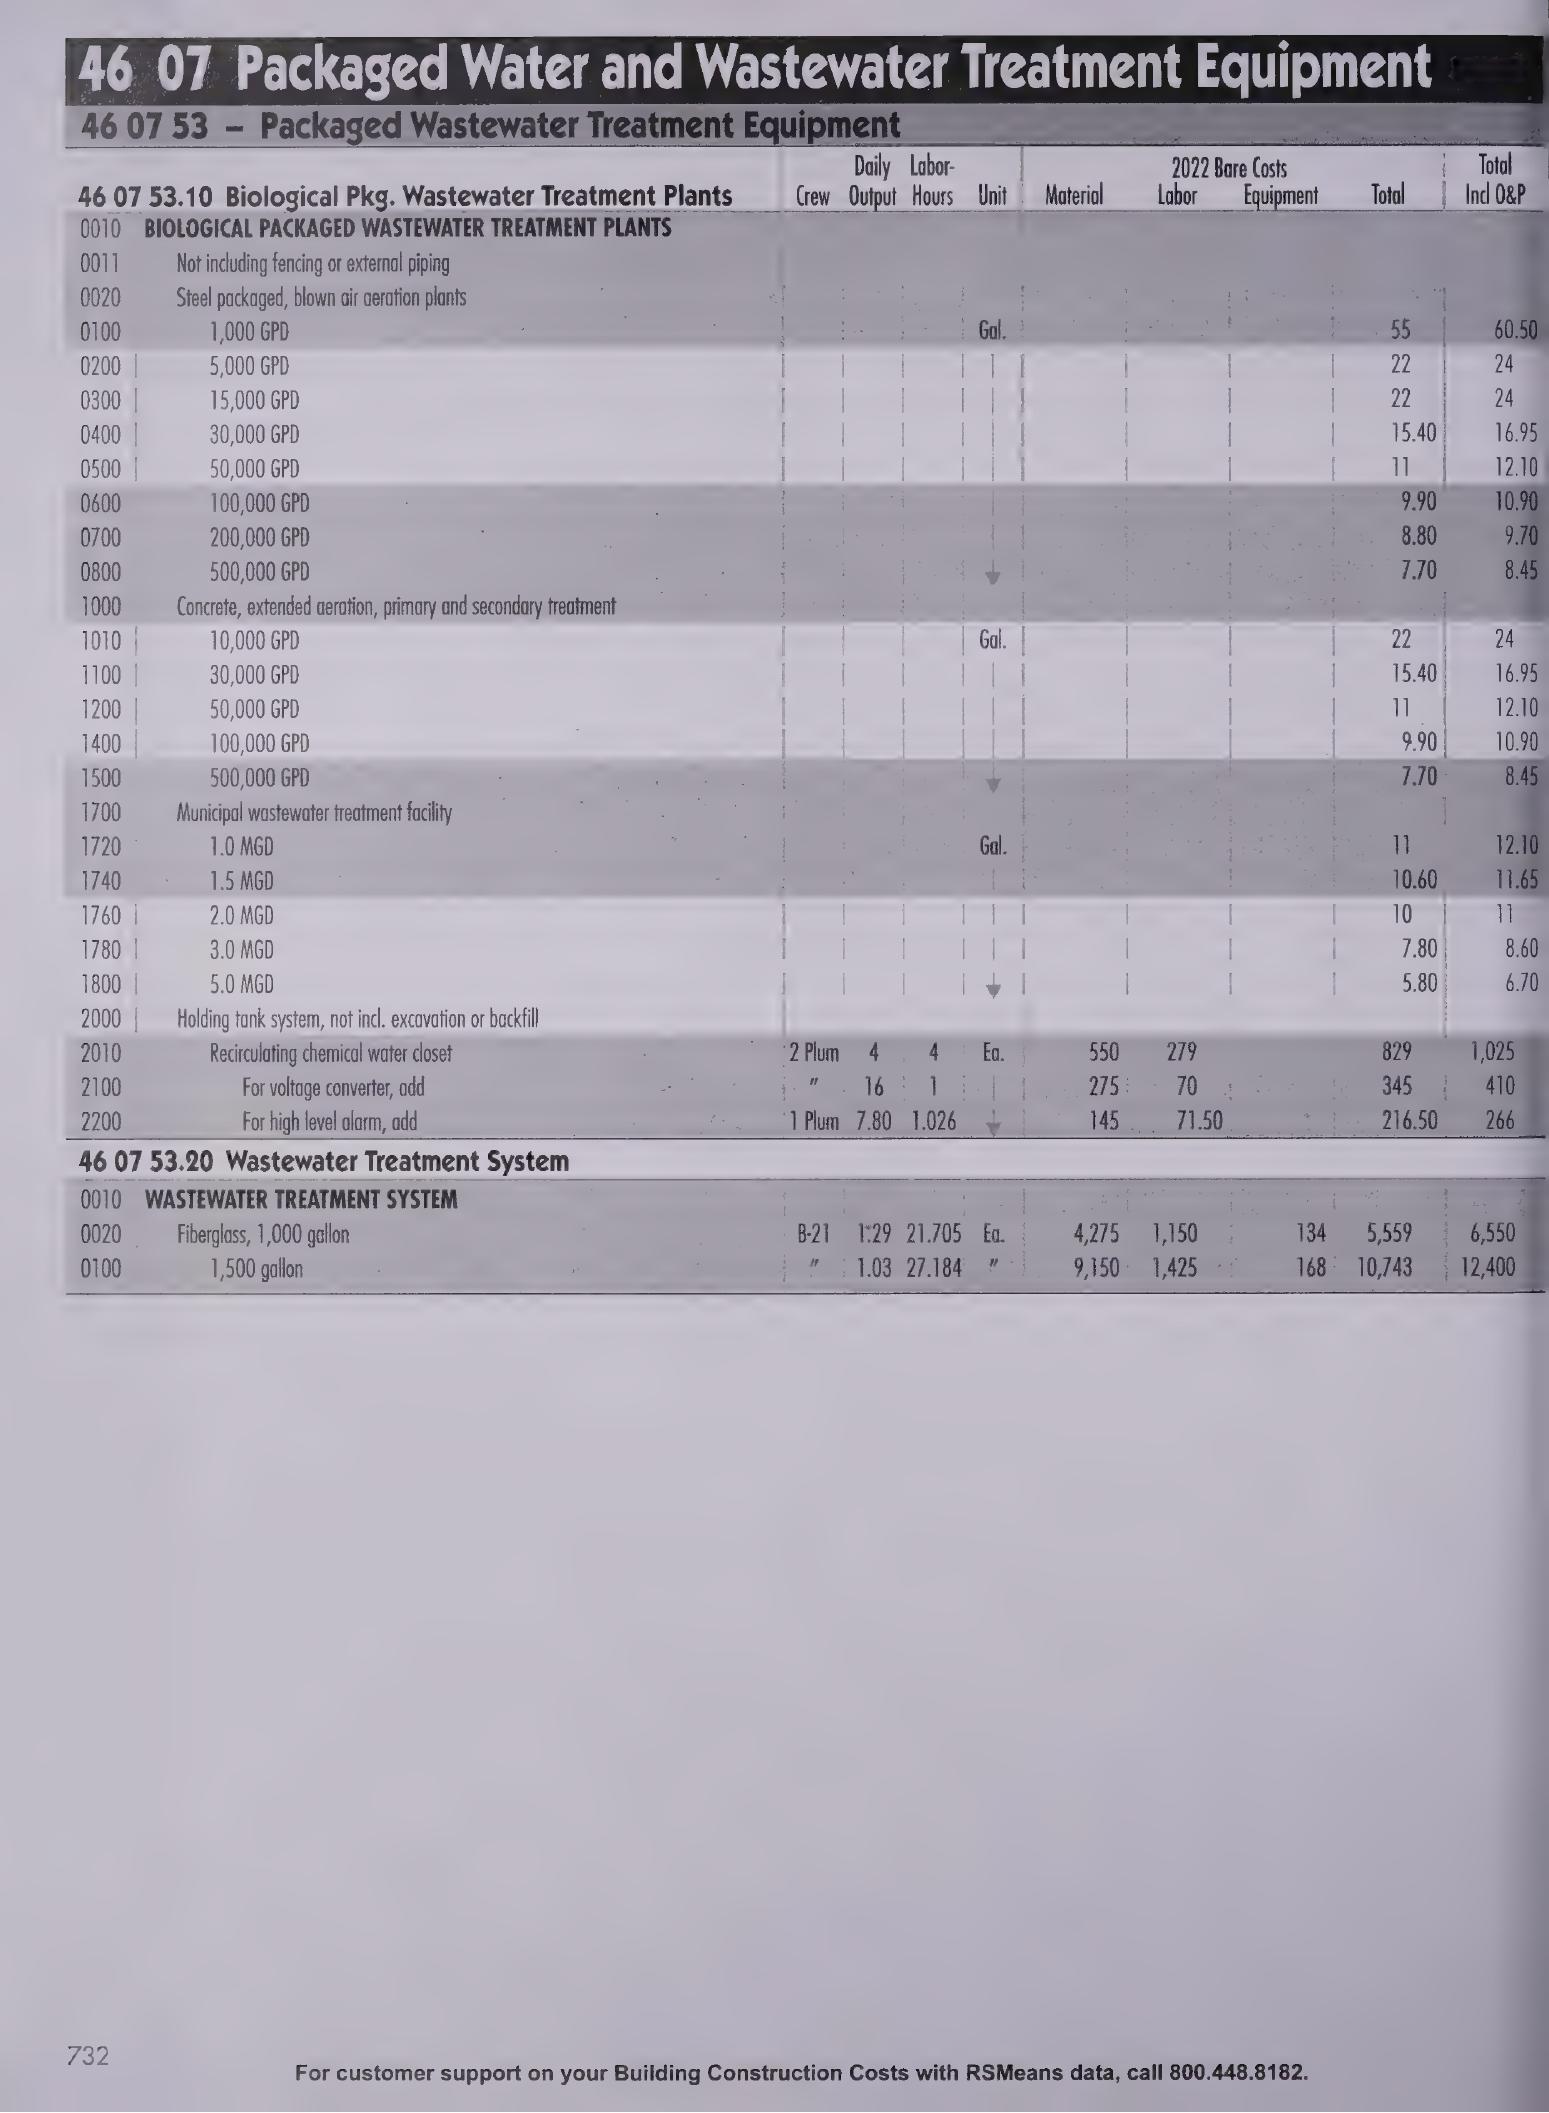 46 07 Packaged Water and Wastewater Treatment Equipment
46 07 53 – Packaged Wastewater Treatment Equipment
Daily Labor- 2022 Bare Costs Total
46 07 53.10 Biological Pkg. Wastewater Treatment Plants Crew Output Hours Unit Material Labor Equipment Total Incl O&P
0010 BIOLOGICAL PACKAGED WASTEWATER TREATMENT PLANTS
0011 Not including fencing or external piping
0020 Steel packaged, blown air aeration plants
0100 1,000 GPD Gal. 55 60.50
0200 5,000 GPD 22 24
0300 15,000 GPD 22 24
0400 30,000 GPD 15.40 16.95
0500 50,000 GPD 11 12.10
0600 100,000 GPD 9.90 10.90
0700 200,000 GPD 8.80 9.70
0800 500,000 GPD 7.70 8.45
1000 Concrete, extended aeration, primary and secondary treatment
1010 10,000 GPD Gal. 22 24
1100 30,000 GPD 15.40 16.95
1200 50,000 GPD 11 12.10
1400 100,000 GPD 9.90 10.90
1500 500,000 GPD 7.70 8.45
1700 Municipal wastewater treatment facility
1720 1.0 MGD Gal. 11 12.10
1740 1.5 MGD 10.60 11.65
1760 2.0 MGD 10 11
1780 3.0 MGD 7.80 8.60
1800 5.0 MGD 5.80 6.70
2000 Holding tank system, not incl. excavation or backfill
2010 Recirculating chemical water closet 2 Plum 4 4 Ea. 550 279 829 1,025
2100 For voltage converter, add " 16 1 275 70 345 410
2200 For high level alarm, add 1 Plum 7.80 1.026 145 71.50 216.50 266
46 07 53.20 Wastewater Treatment System
0010 WASTEWATER TREATMENT SYSTEM
0020 Fiberglass, 1,000 gallon B-21 1.29 21.705 Ea. 4,275 1,150 134 5,559 6,550
0100 1,500 gallon " 1.03 27.184 " 9,150 1,425 168 10,743 12,400
732
For customer support on your Building Construction Costs with RSMeans data, call 800.448.8182.